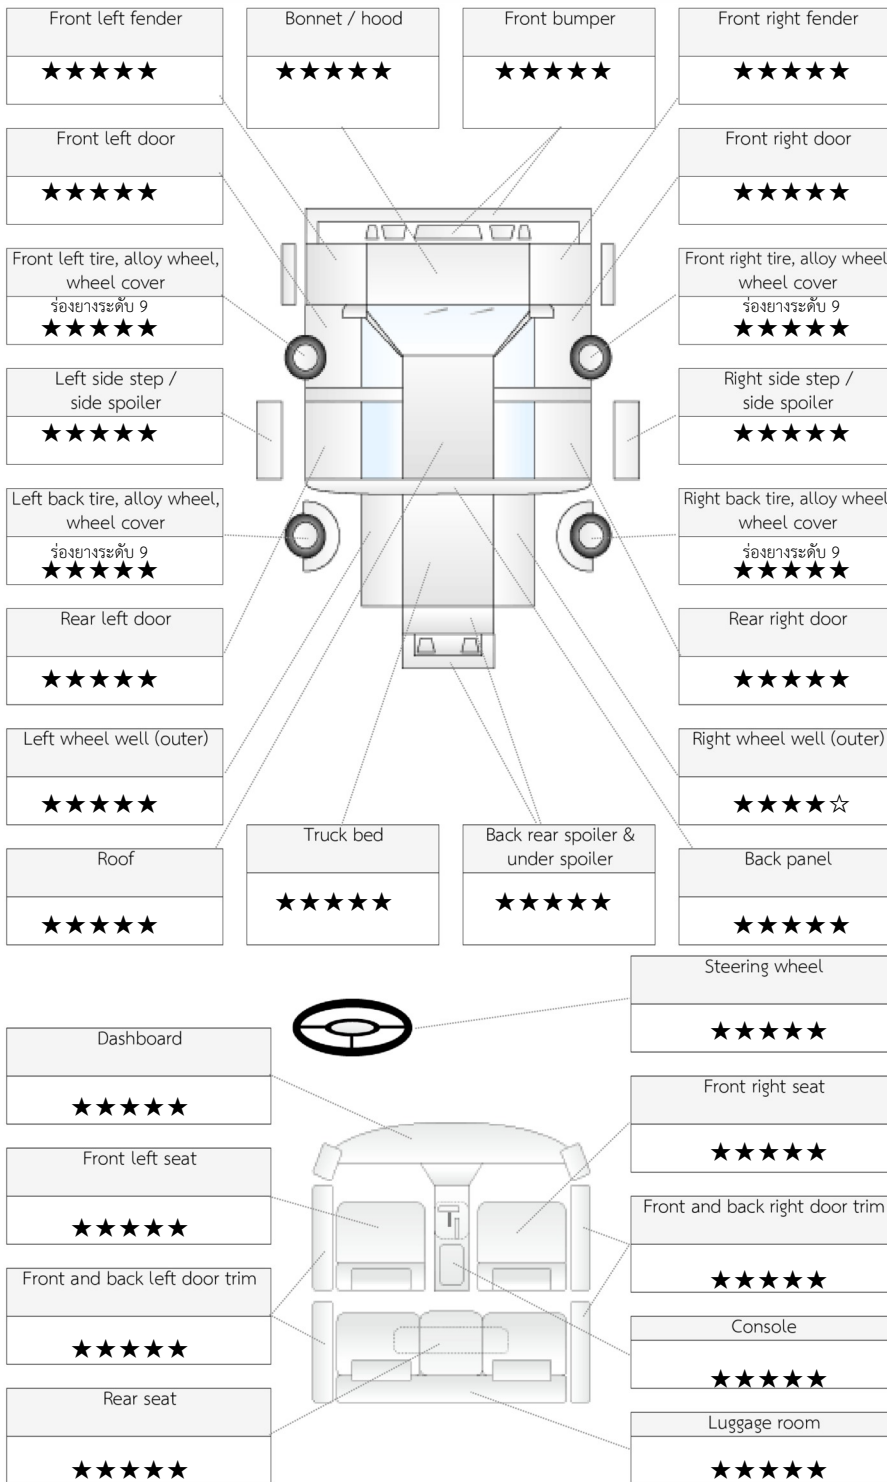 Front left fender
★★★★★
Bonnet / hood
★★★★★
Front bumper
★★★★★
Front right fender
★★★★★
Front left door
★★★★★
Front right door
★★★★★
Front left tire, alloy wheel,
wheel cover
ร่องยางระดับ 9
★★★★★
Front right tire, alloy wheel
wheel cover
ร่องยางระดับ 9
★★★★★
Left side step /
side spoiler
★★★★★
Right side step /
side spoiler
★★★★★
Left back tire, alloy wheel,
wheel cover
ร่องยางระดับ 9
★★★★★
Right back tire, alloy wheel
wheel cover
ร่องยางระดับ 9
★★★★★
Rear left door
★★★★★
Rear right door
★★★★★
Left wheel well (outer)
★★★★★
Right wheel well (outer)
★★★★☆
Roof
★★★★★
Truck bed
★★★★★
Back rear spoiler &
under spoiler
★★★★★
Back panel
★★★★★
Steering wheel
★★★★★
Dashboard
★★★★★
Front right seat
★★★★★
Front left seat
★★★★★
Front and back right door trim
★★★★★
Front and back left door trim
★★★★★
Console
★★★★★
Rear seat
★★★★★
Luggage room
★★★★★